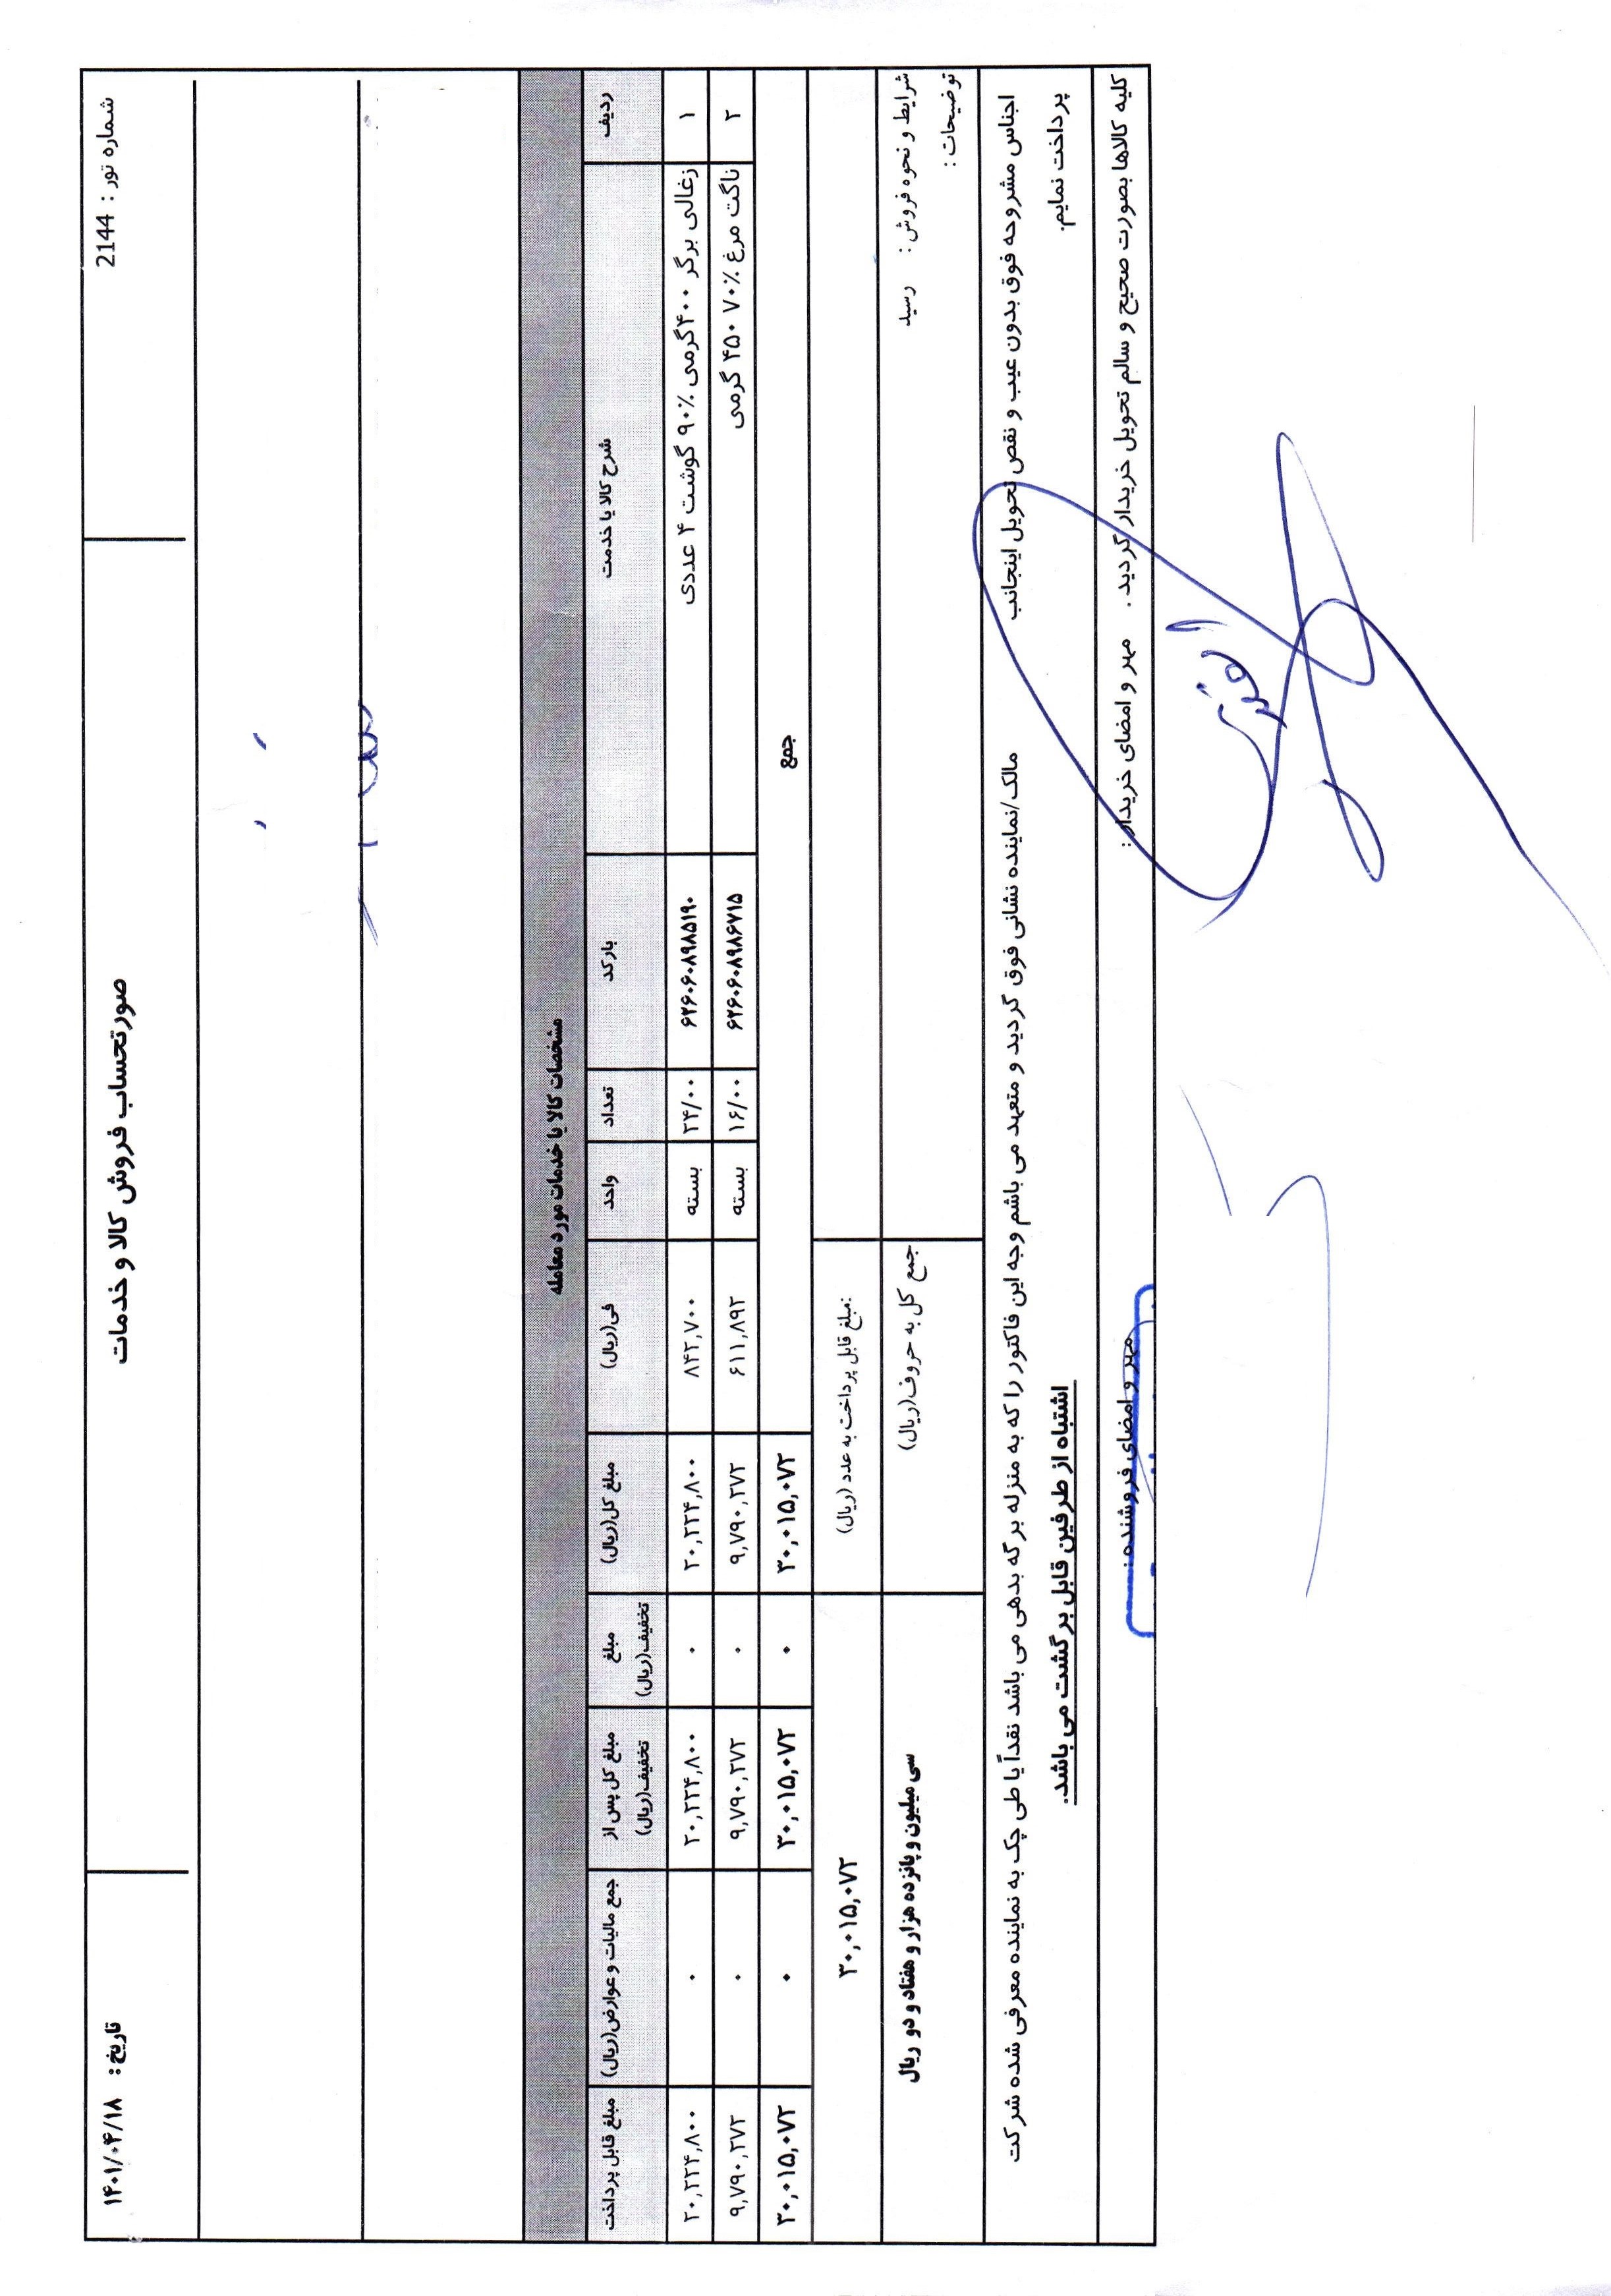 شماره تور : 2144
صورتحساب فروش کالا و خدمات
تاریخ: ۱۴۰۱/۰۴/۱۸
مشخصات کالا یا خدمات مورد معامله
ردیف شرح کالا یا خدمت بارکد تعداد واحد فی(ریال) مبلغ کل(ریال) مبلغ تخفیف(ریال) مبلغ کل پس از تخفیف(ریال) جمع مالیات و عوارض(ریال) مبلغ قابل پرداخت
۱ زغالی برگر ۴۰۰گرمی ۹۰٪ گوشت ۴ عددی ۶۲۶۰۶۰۸۹۸۵۱۹۰ ۲۴/۰۰ بسته ۸۴۲,۷۰۰ ۲۰,۲۲۴,۸۰۰ ۰ ۲۰,۲۲۴,۸۰۰ ۰ ۲۰,۲۲۴,۸۰۰
۲ ناگت مرغ ۷۰٪ ۴۵۰ گرمی ۶۲۶۰۶۰۸۹۸۶۷۱۵ ۱۶/۰۰ بسته ۶۱۱,۸۹۲ ۹,۷۹۰,۲۷۲ ۰ ۹,۷۹۰,۲۷۲ ۰ ۹,۷۹۰,۲۷۲
جمع ۳۰,۰۱۵,۰۷۲ ۰ ۳۰,۰۱۵,۰۷۲ ۰ ۳۰,۰۱۵,۰۷۲
مبلغ قابل پرداخت به عدد (ریال): ۳۰,۰۱۵,۰۷۲
شرایط و نحوه فروش : رسید جمع کل به حروف(ریال) سی میلیون و پانزده هزار و هفتاد و دو ریال
توضیحات :
اجناس مشروحه فوق بدون عیب و نقص تحویل اینجانب مالک/نماینده نشانی فوق گردید و متعهد می باشم وجه این فاکتور را که به منزله برگه بدهی می باشد نقداً یا طی چک به نماینده معرفی شده شرکت
پرداخت نمایم. اشتباه از طرفین قابل برگشت می باشد.
کلیه کالاها بصورت صحیح و سالم تحویل خریدار گردید . مهر و امضای خریدار : مهر و امضای فروشنده :